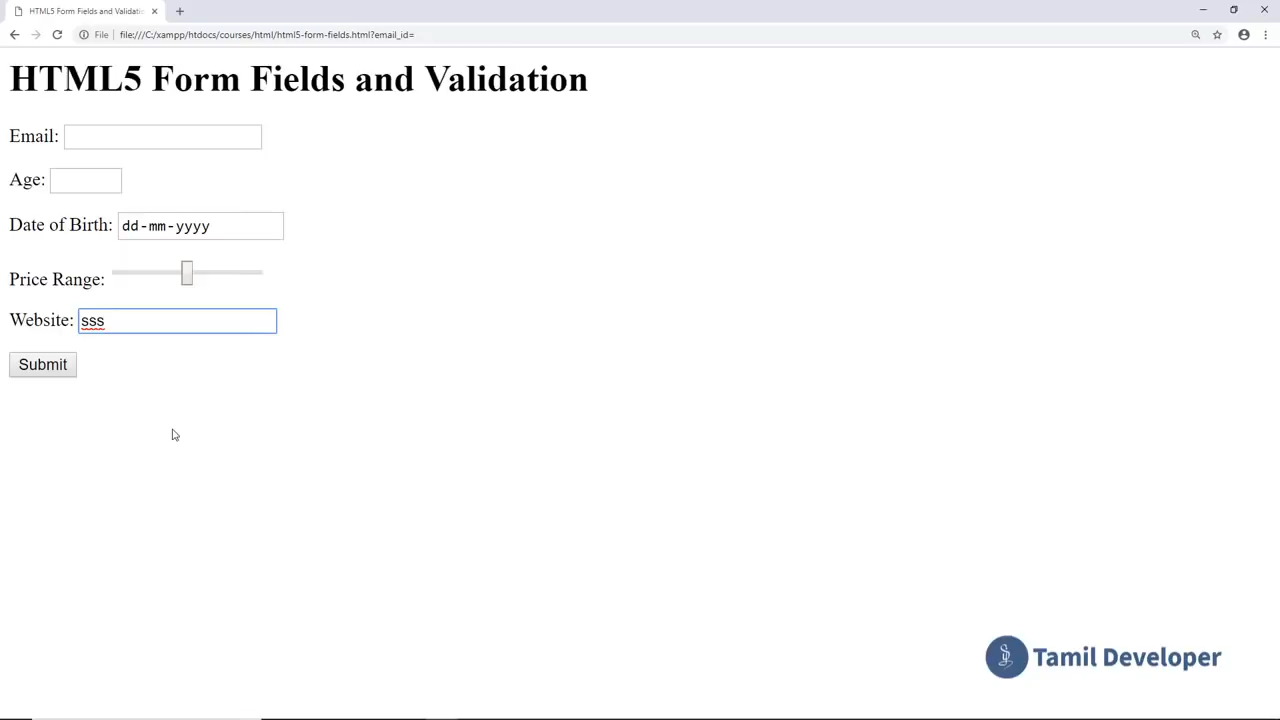 HTML5 Form Fields and Validatio
File file:///C:/xampp/htdocs/courses/html/html5-form-fields.html?email_id=
HTML5 Form Fields and Validation
Email:
Age:
Date of Birth: dd-mm-yyyy
Price Range:
Website: sss
Submit
Tamil Developer